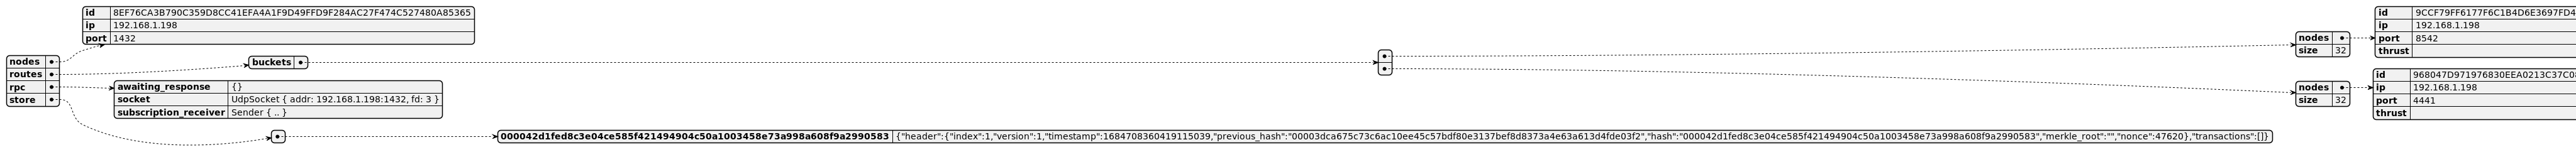 id 8EF76CA3B790C359D8CC41EFA4A1F9D49FFD9F284AC27F474C527480A85365
ip 192.168.1.198
port 1432
nodes
routes
rpc
store
buckets
awaiting_response {}
socket UdpSocket { addr: 192.168.1.198:1432, fd: 3 }
subscription_receiver Sender { .. }
000042d1fed8c3e04ce585f421494904c50a1003458e73a998a608f9a2990583 {"header":{"index":1,"version":1,"timestamp":1684708360419115039,"previous_hash":"00003dca675c73c6ac10ee45c57bdf80e3137bef8d8373a4e63a613d4fde03f2","hash":"000042d1fed8c3e04ce585f421494904c50a1003458e73a998a608f9a2990583","merkle_root":"","nonce":47620},"transactions":[]}
nodes
size 32
id 9CCF79FF6177F6C1B4D6E3697FD4
ip 192.168.1.198
port 8542
thrust
nodes
size 32
id 968047D971976830EEA0213C37C0
ip 192.168.1.198
port 4441
thrust